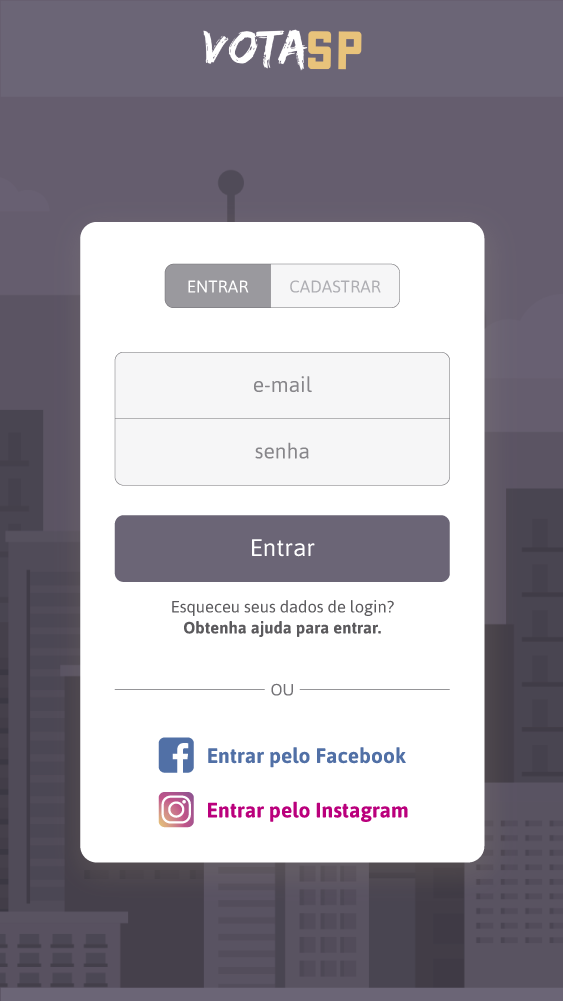 VOTASP
ENTRAR CADASTRAR
e-mail
senha
Entrar
Esqueceu seus dados de login?
Obtenha ajuda para entrar.
OU
Entrar pelo Facebook
Entrar pelo Instagram